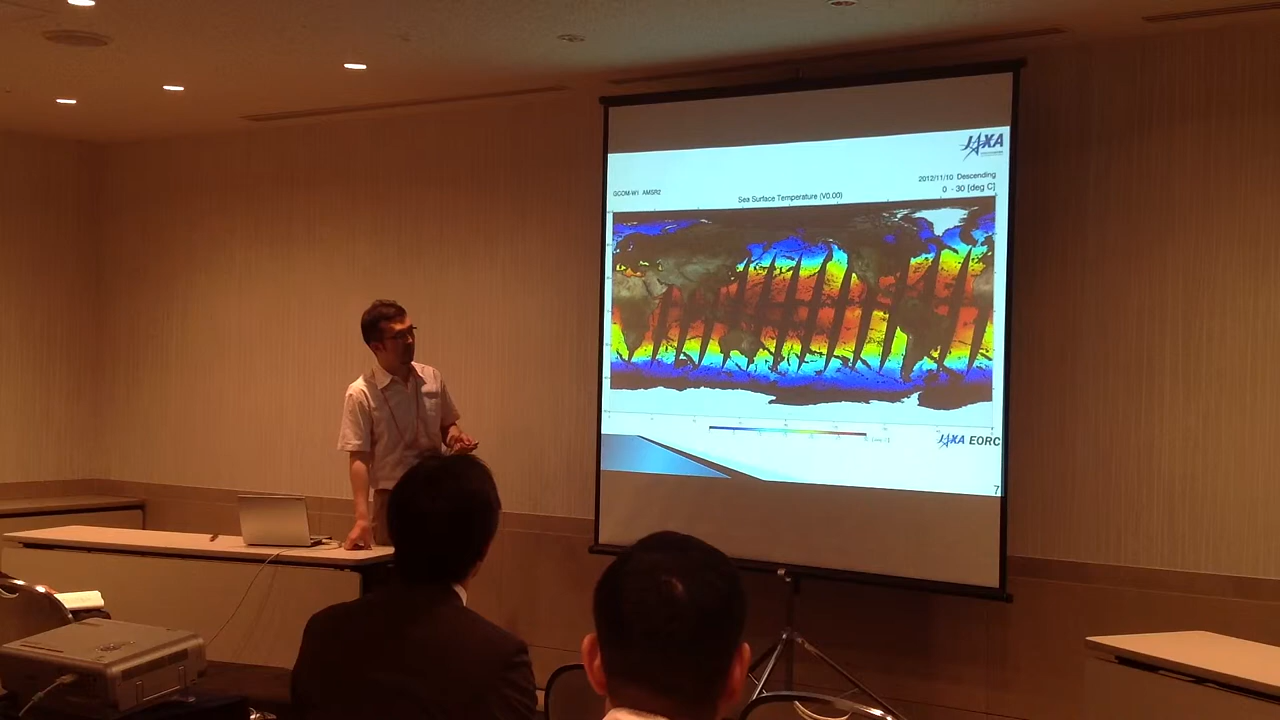 JAXA
2012/11/10 Descending
GCOM-W1 AMSR2
Sea Surface Temperature (V0.00)
0 - 30 [deg C]
JAXA EORC
7